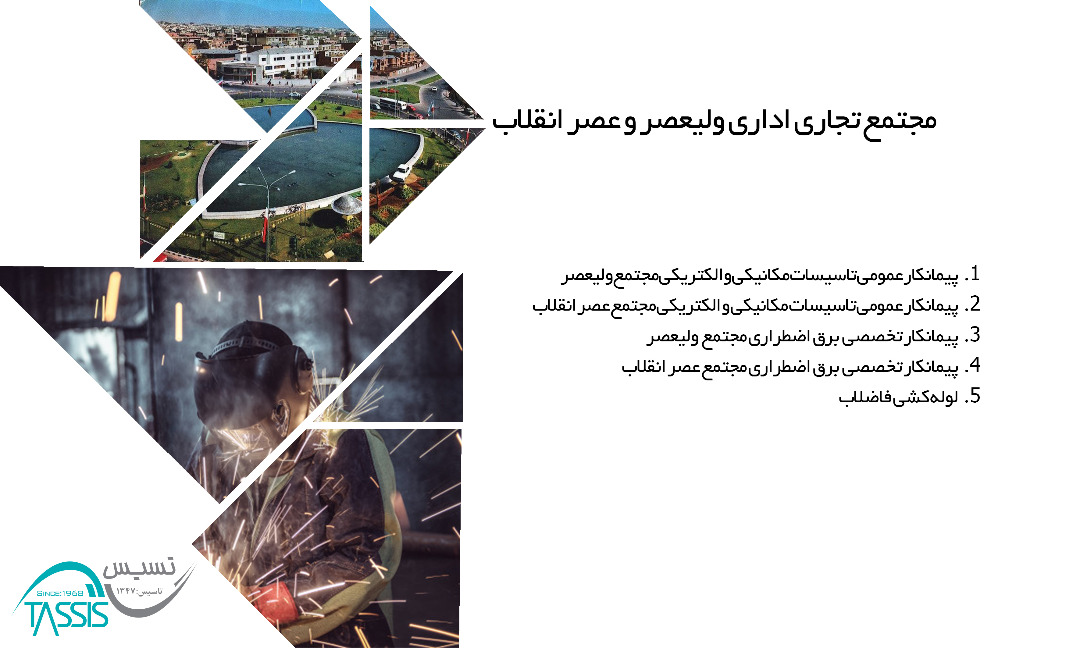 مجتمع تجاری اداری ولیعصر و عصر انقلاب
1. پیمانکار عمومی تاسیسات مکانیکی و الکتریکی مجتمع ولیعصر
2. پیمانکار عمومی تاسیسات مکانیکی و الکتریکی مجتمع عصر انقلاب
3. پیمانکار تخصصی برق اضطراری مجتمع ولیعصر
4. پیمانکار تخصصی برق اضطراری مجتمع عصر انقلاب
5. لوله کشی فاضلاب
تسیس
تاسیس: ۱۳۴۷
SINCE:1968
TASSIS